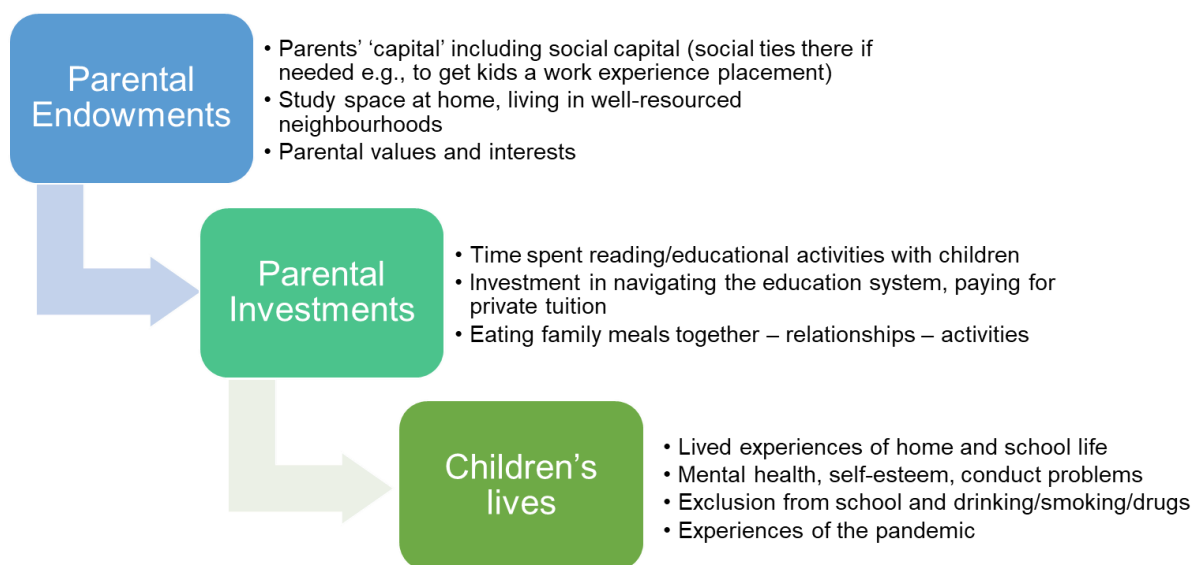 Parental
Endowments
• Parents’ ‘capital’ including social capital (social ties there if
needed e.g., to get kids a work experience placement)
• Study space at home, living in well-resourced
neighbourhoods
• Parental values and interests
Parental
Investments
• Time spent reading/educational activities with children
• Investment in navigating the education system, paying for
private tuition
• Eating family meals together – relationships – activities
Children’s
lives
• Lived experiences of home and school life
• Mental health, self-esteem, conduct problems
• Exclusion from school and drinking/smoking/drugs
• Experiences of the pandemic